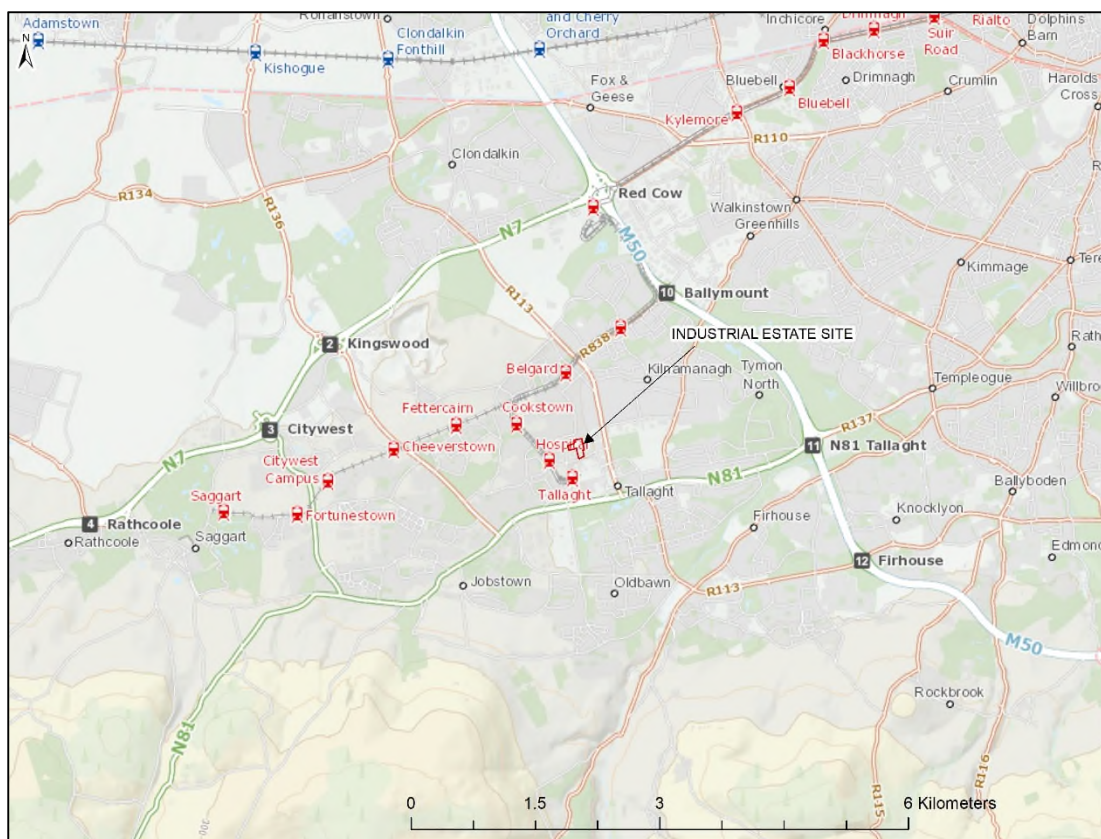 Adamstown
N
Ronanstown
Clondalkin
Fonthill
and Cherry
Orchard
Kishogue
Inchicore
Drimnagh
Suir
Road
Rialto
Dolphins
Barn
Blackhorse
Fox &
Geese
Bluebell
Drimnagh
Bluebell
Crumlin
Harolds
Cross
Kylemore
R110
Clondalkin
R134
R136
Red Cow
N7
M50
Walkinstown
Greenhills
Kimmage
R113
10 Ballymount
INDUSTRIAL ESTATE SITE
2 Kingswood
R838
Belgard
Kilnamanagh
Tymon
North
Templeogue
Fettercairn
Cookstown
3 Citywest
Cheeverstown
Hospital
R137
11 N81 Tallaght
N7
Citywest
Campus
Tallaght
Tallaght
N81
Ballyboden
Saggart
Fortunestown
4 Rathcoole
Rathcoole
Saggart
Firhouse
Knocklyon
12 Firhouse
Jobstown
Oldbawn
R113
M50
Rockbrook
N81
R116
R115
300
0 1.5 3 6 Kilometers